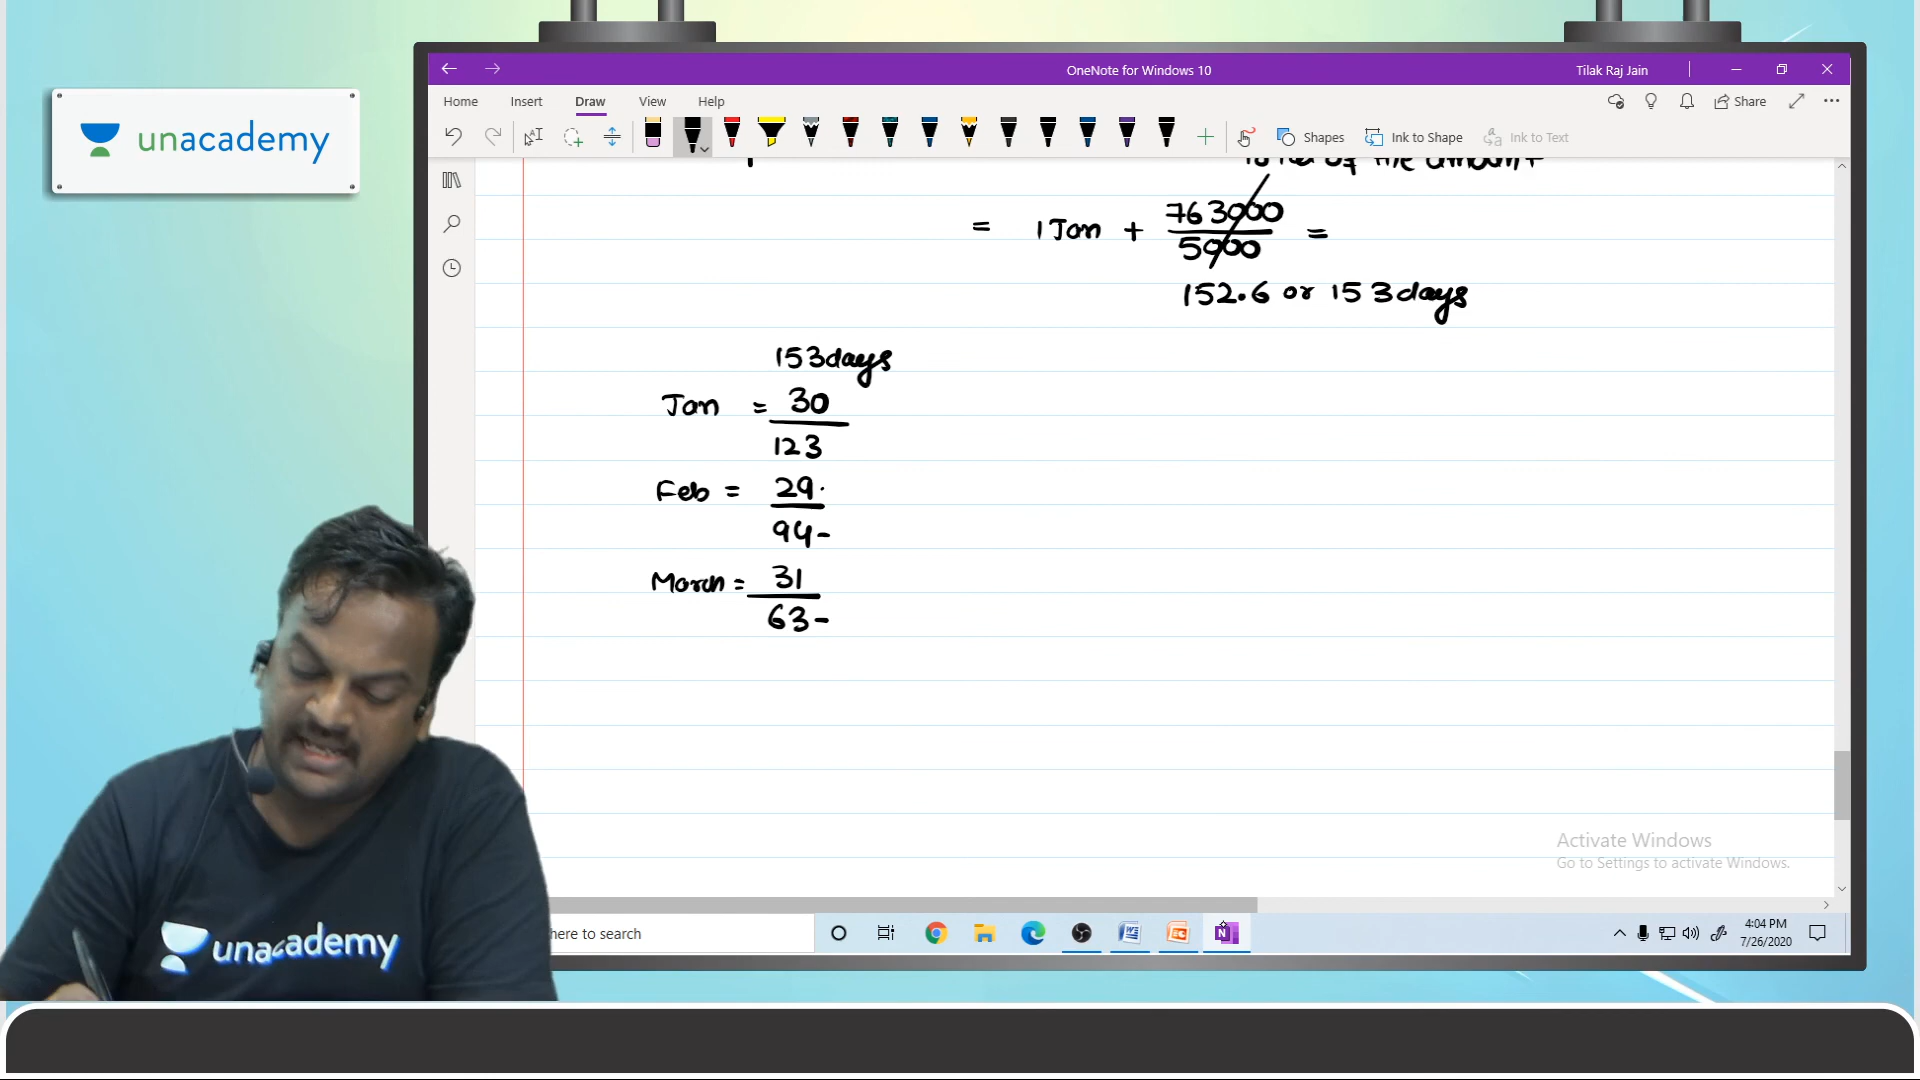 unacademy
OneNote for Windows 10
Tilak Raj Jain
Home Insert Draw View Help
Share
Shapes Ink to Shape Ink to Text
of the amount
= 1 Jan + 763000 / 5000 =
152.6 or 153 days
153 days
Jan = 30
123
Feb = 29
94-
March = 31
63-
Activate Windows
Go to Settings to activate Windows.
here to search
4:04 PM
7/26/2020
unacademy